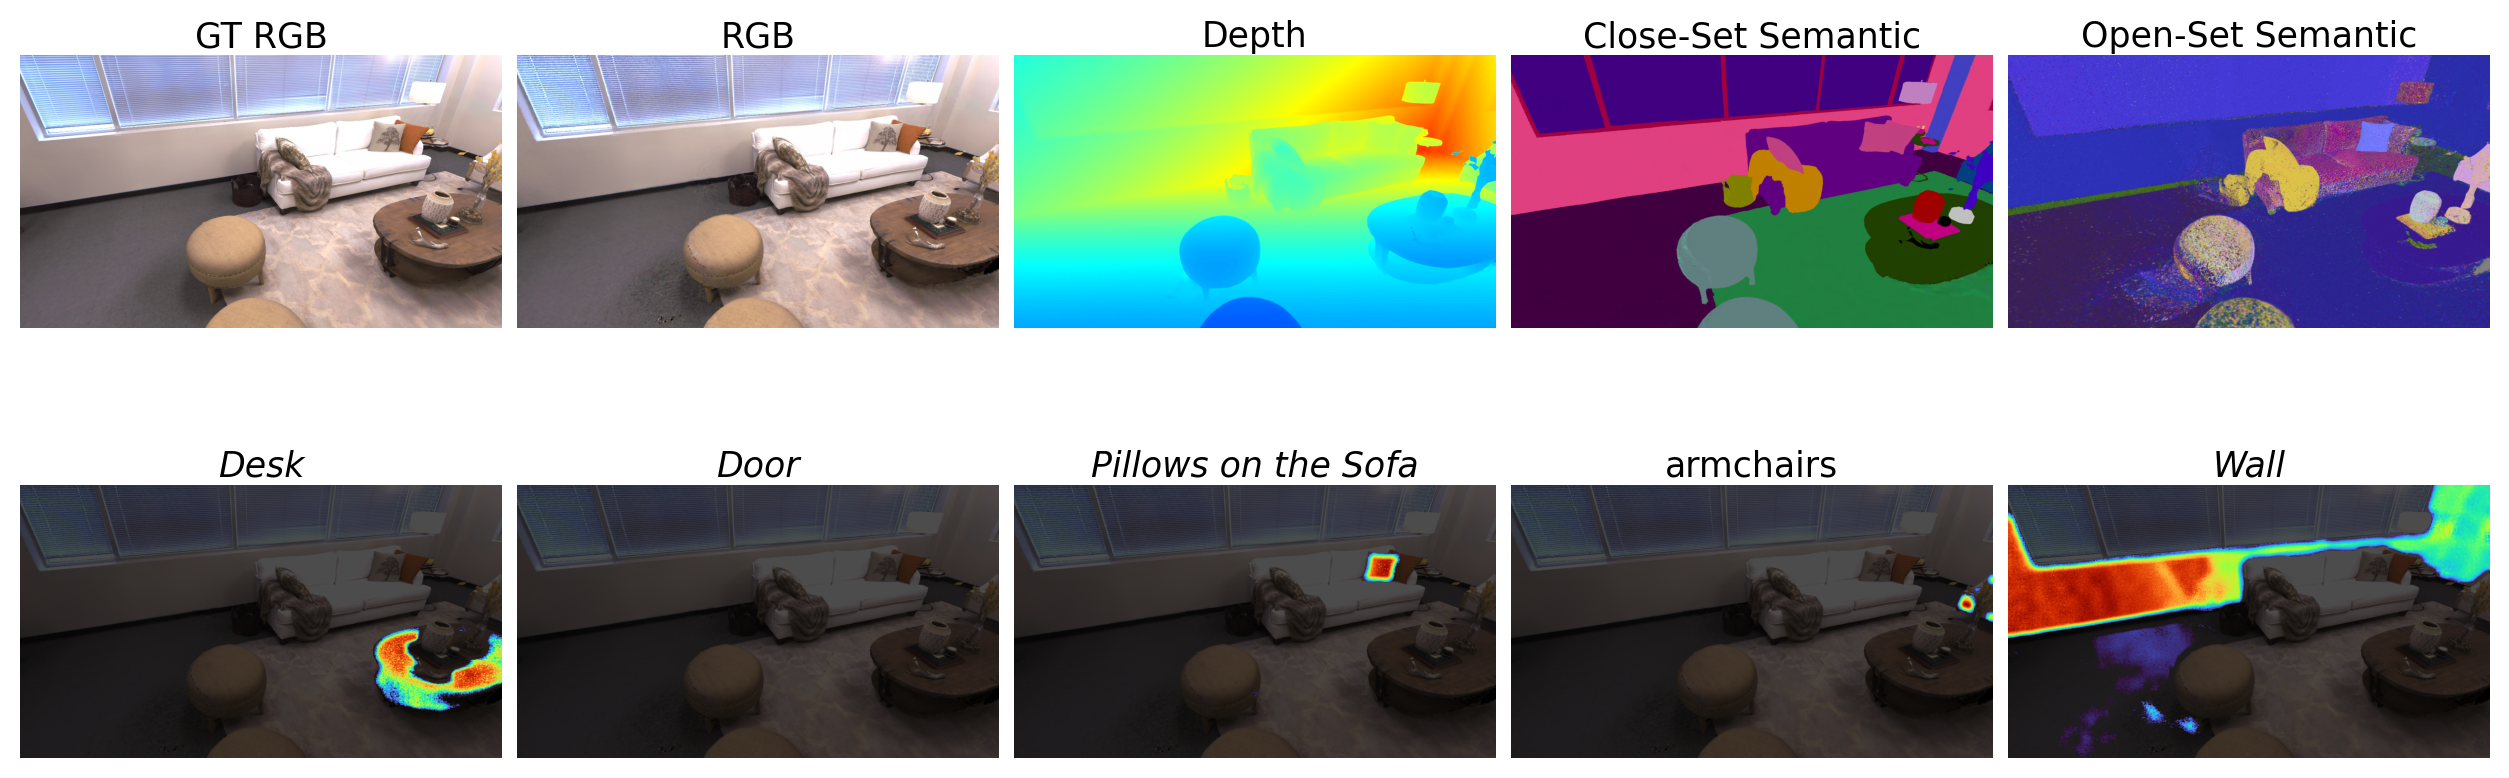 GT RGB
RGB
Depth
Close-Set Semantic
Open-Set Semantic
Desk
Door
Pillows on the Sofa
armchairs
Wall